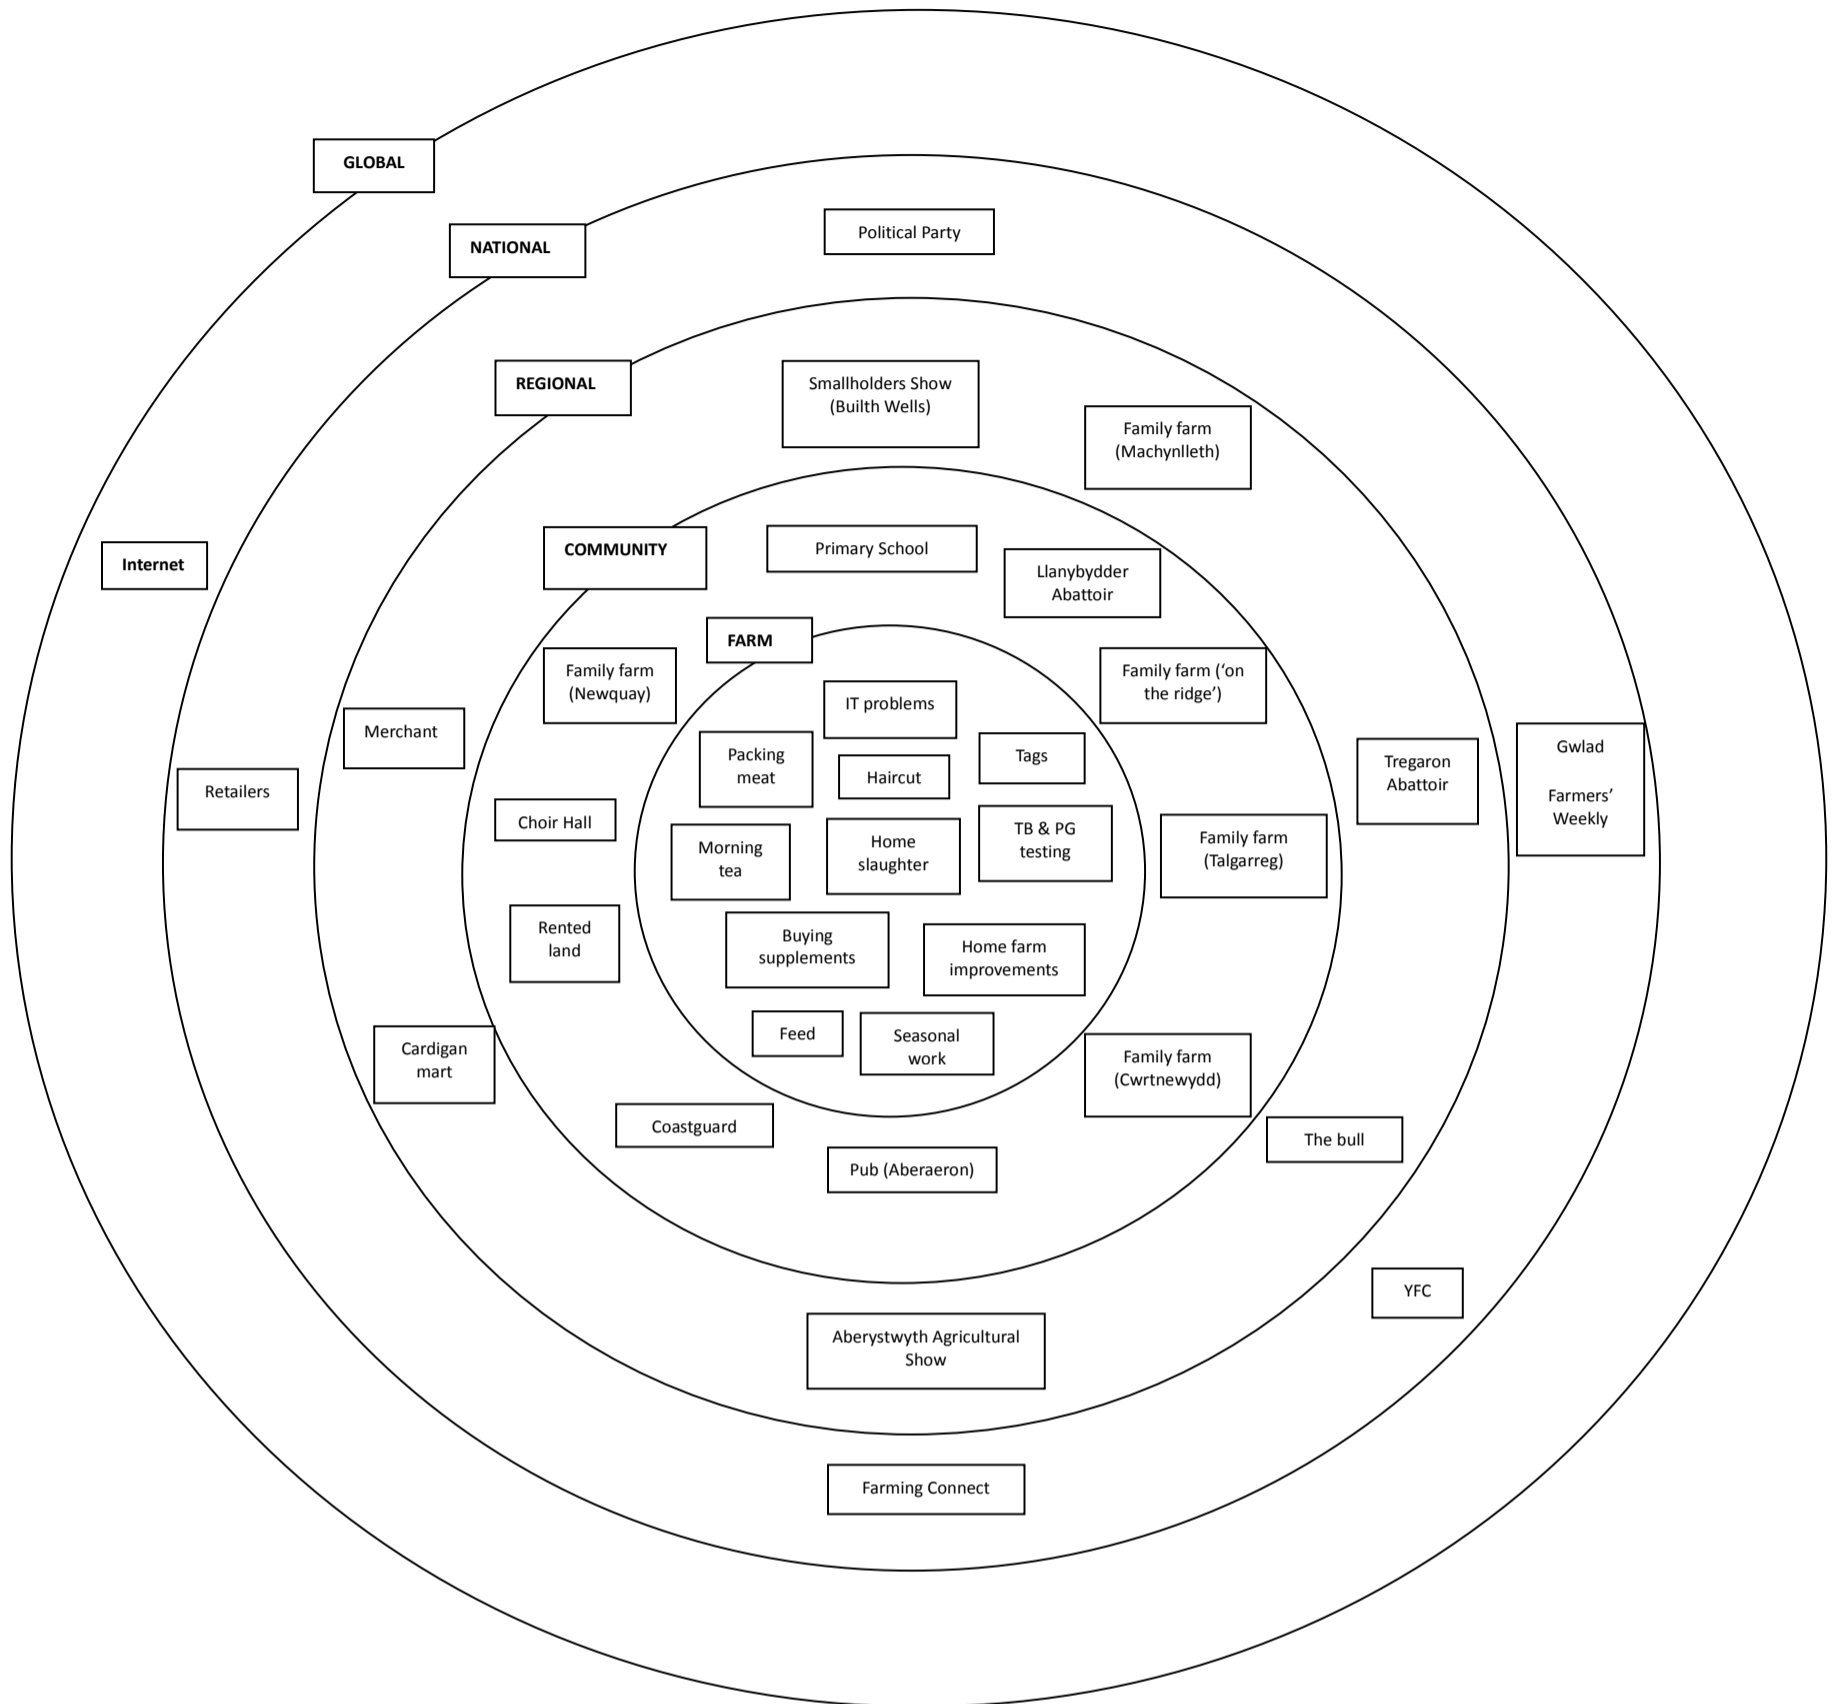 GLOBAL
NATIONAL
Political Party
REGIONAL
Smallholders Show
(Builth Wells)
Family farm
(Machynlleth)
COMMUNITY
Primary School
Llanybydder
Abattoir
Internet
FARM
Family farm
(Newquay)
Family farm (‘on
the ridge’)
IT problems
Merchant
Packing
meat
Haircut
Tags
Tregaron
Abattoir
Gwlad
Farmers’
Weekly
Retailers
Choir Hall
Morning
tea
Home
slaughter
TB & PG
testing
Family farm
(Talgarreg)
Rented
land
Buying
supplements
Home farm
improvements
Cardigan
mart
Feed
Seasonal
work
Family farm
(Cwrtnewydd)
Coastguard
The bull
Pub (Aberaeron)
YFC
Aberystwyth Agricultural
Show
Farming Connect